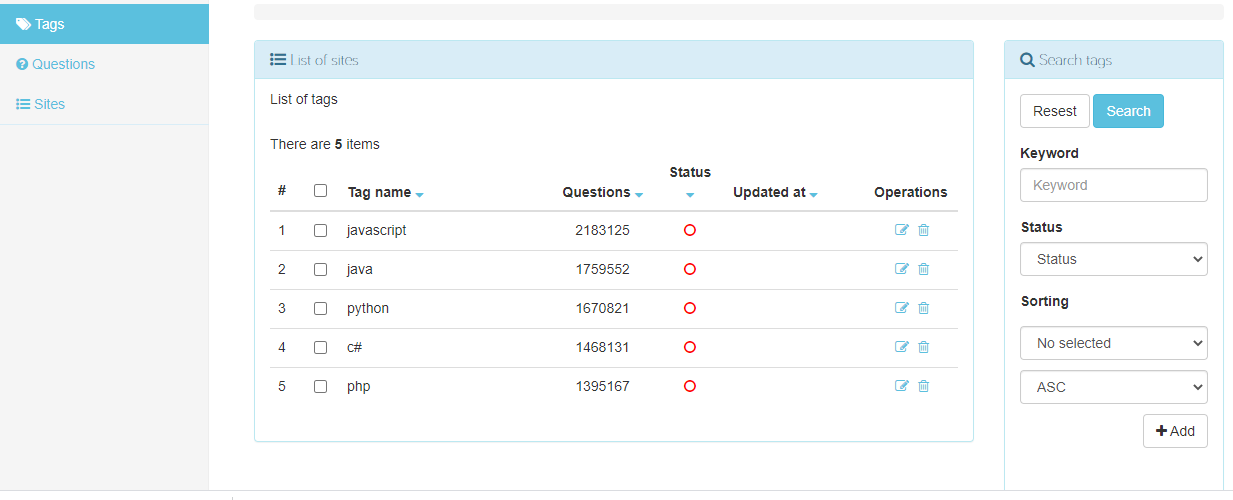 Tags
Questions
Sites
List of sites
List of tags
There are 5 items
# Tag name Questions Status Updated at Operations
1 javascript 2183125
2 java 1759552
3 python 1670821
4 c# 1468131
5 php 1395167
Search tags
Resest Search
Keyword
Keyword
Status
Status
Sorting
No selected
ASC
Add